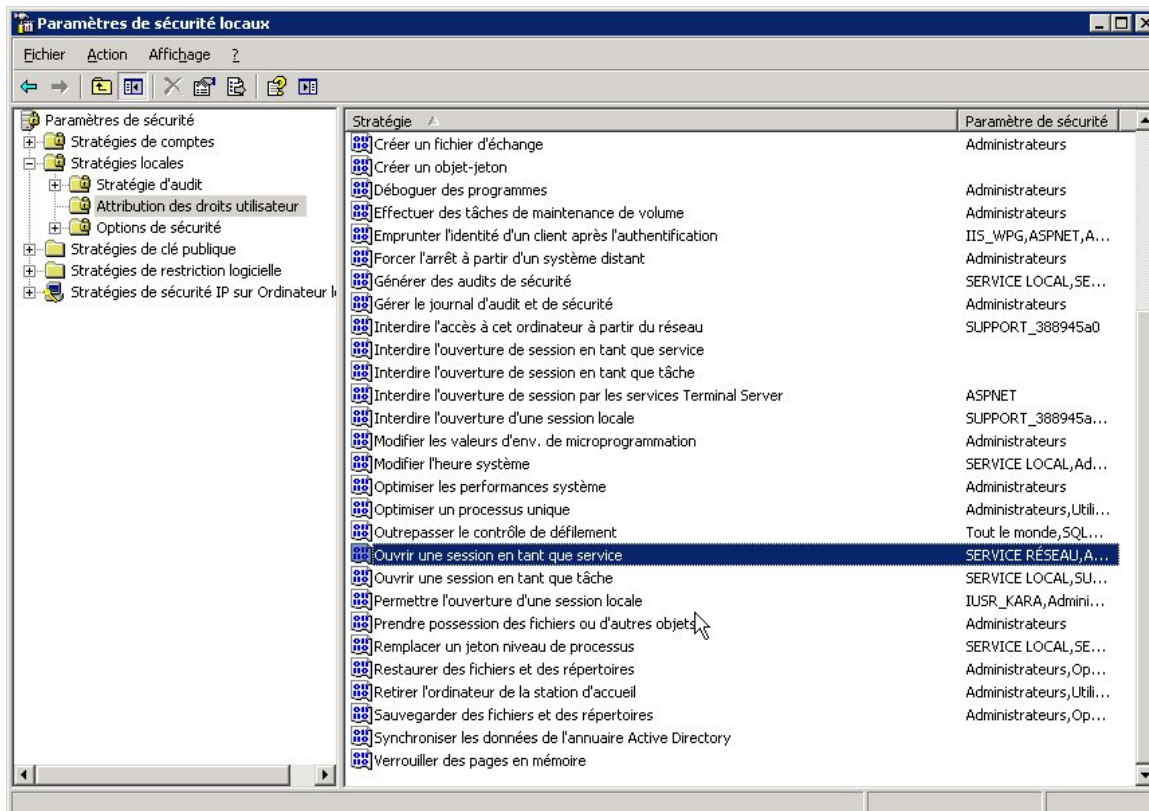 Paramètres de sécurité locaux
Fichier Action Affichage ?
Paramètres de sécurité
Stratégies de comptes
Stratégies locales
Stratégie d'audit
Attribution des droits utilisateur
Options de sécurité
Stratégies de clé publique
Stratégies de restriction logicielle
Stratégies de sécurité IP sur Ordinateur l
Stratégie Paramètre de sécurité
Créer un fichier d'échange Administrateurs
Créer un objet-jeton
Déboguer des programmes Administrateurs
Effectuer des tâches de maintenance de volume Administrateurs
Emprunter l'identité d'un client après l'authentification IIS_WPG,ASPNET,A...
Forcer l'arrêt à partir d'un système distant Administrateurs
Générer des audits de sécurité SERVICE LOCAL,SE...
Gérer le journal d'audit et de sécurité Administrateurs
Interdire l'accès à cet ordinateur à partir du réseau SUPPORT_388945a0
Interdire l'ouverture de session en tant que service
Interdire l'ouverture de session en tant que tâche
Interdire l'ouverture de session par les services Terminal Server ASPNET
Interdire l'ouverture d'une session locale SUPPORT_388945a...
Modifier les valeurs d'env. de microprogrammation Administrateurs
Modifier l'heure système SERVICE LOCAL,Ad...
Optimiser les performances système Administrateurs
Optimiser un processus unique Administrateurs,Utili...
Outrepasser le contrôle de défilement Tout le monde,SQL...
Ouvrir une session en tant que service SERVICE RÉSEAU,A...
Ouvrir une session en tant que tâche SERVICE LOCAL,SU...
Permettre l'ouverture d'une session locale IUSR_KARA,Admini...
Prendre possession des fichiers ou d'autres objets Administrateurs
Remplacer un jeton niveau de processus SERVICE LOCAL,SE...
Restaurer des fichiers et des répertoires Administrateurs,Op...
Retirer l'ordinateur de la station d'accueil Administrateurs,Utili...
Sauvegarder des fichiers et des répertoires Administrateurs,Op...
Synchroniser les données de l'annuaire Active Directory
Verrouiller des pages en mémoire